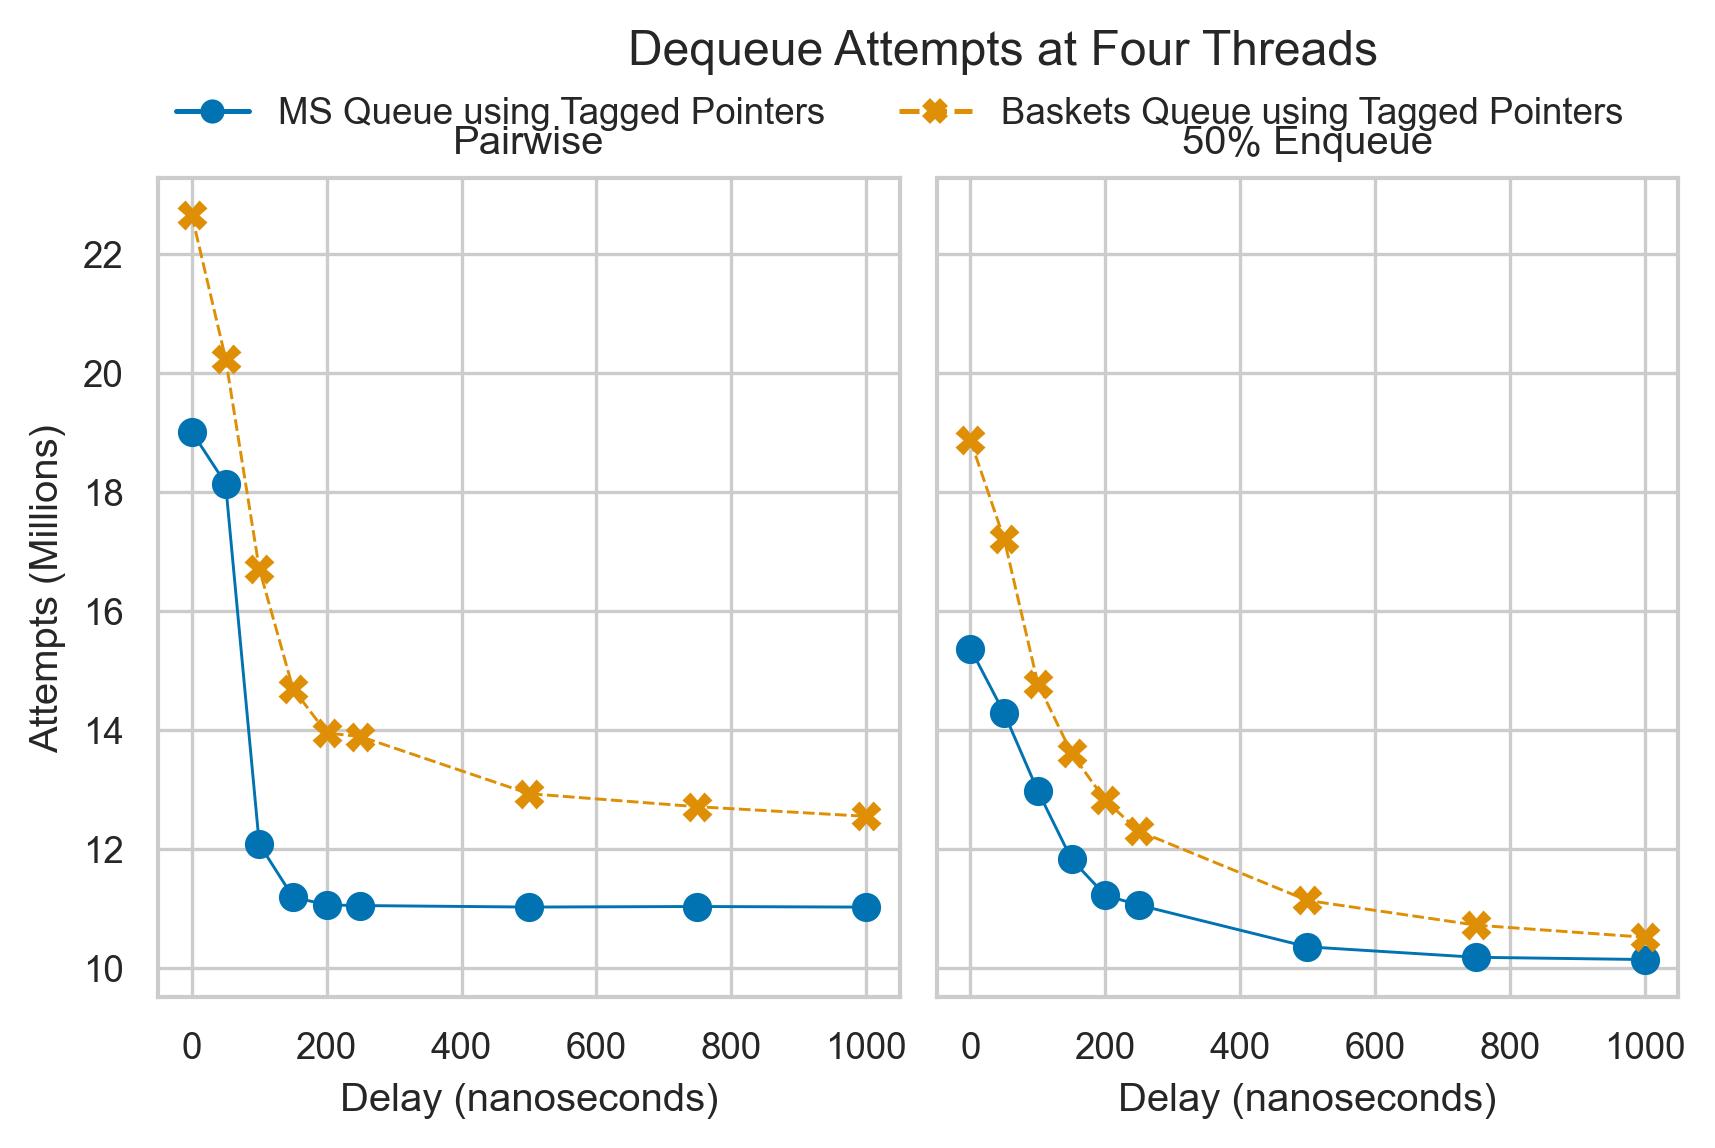 Dequeue Attempts at Four Threads
MS Queue using Tagged Pointers
Baskets Queue using Tagged Pointers
Pairwise
50% Enqueue
Attempts (Millions)
22
20
18
16
14
12
10
0 200 400 600 800 1000
0 200 400 600 800 1000
Delay (nanoseconds)
Delay (nanoseconds)